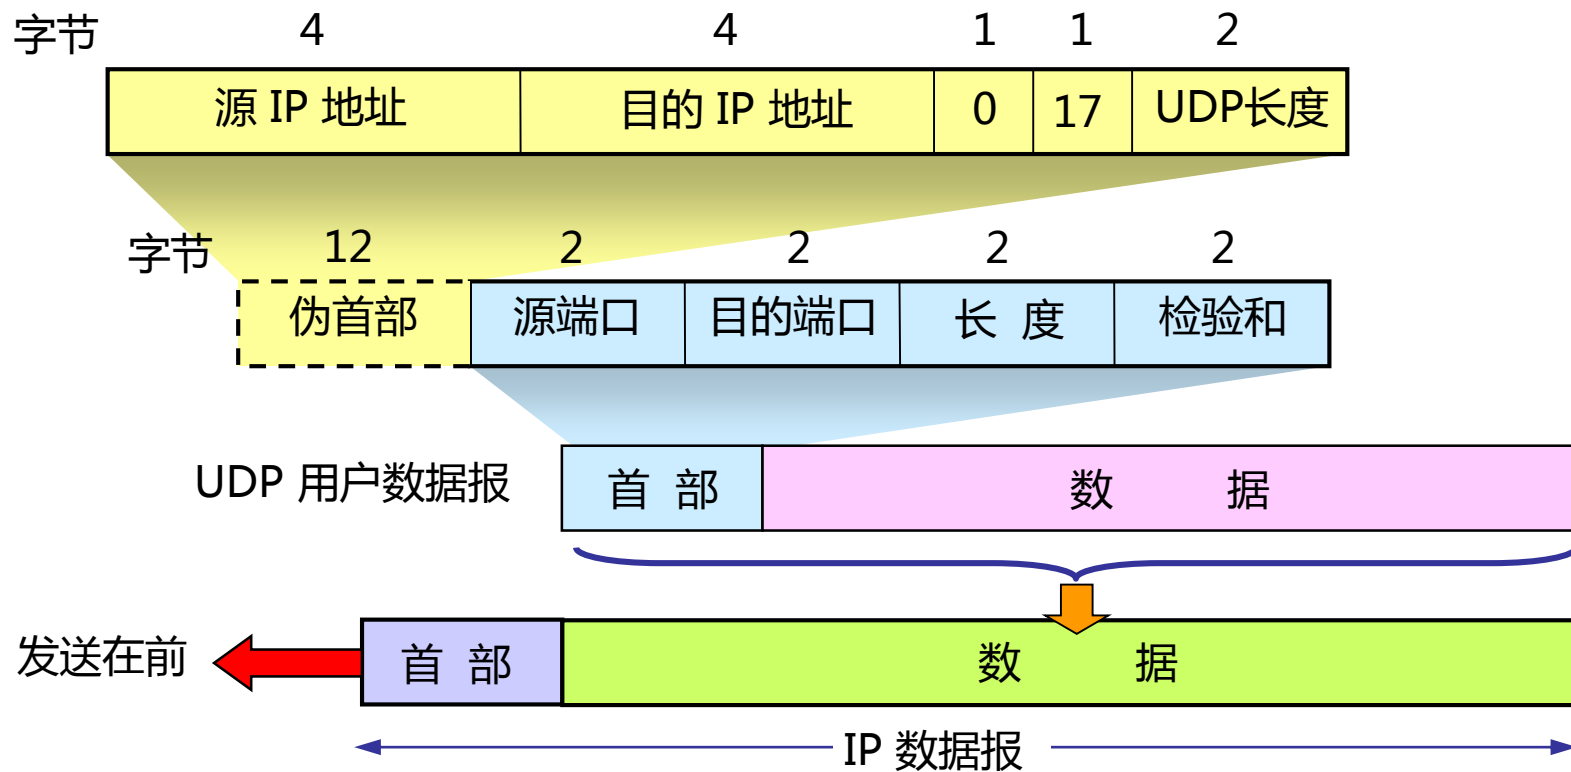 字节 4 4 1 1 2
源 IP 地址 目的 IP 地址 0 17 UDP长度
字节 12 2 2 2 2
伪首部 源端口 目的端口 长 度 检验和
UDP 用户数据报 首 部 数 据
发送在前 首 部 数 据
IP 数据报